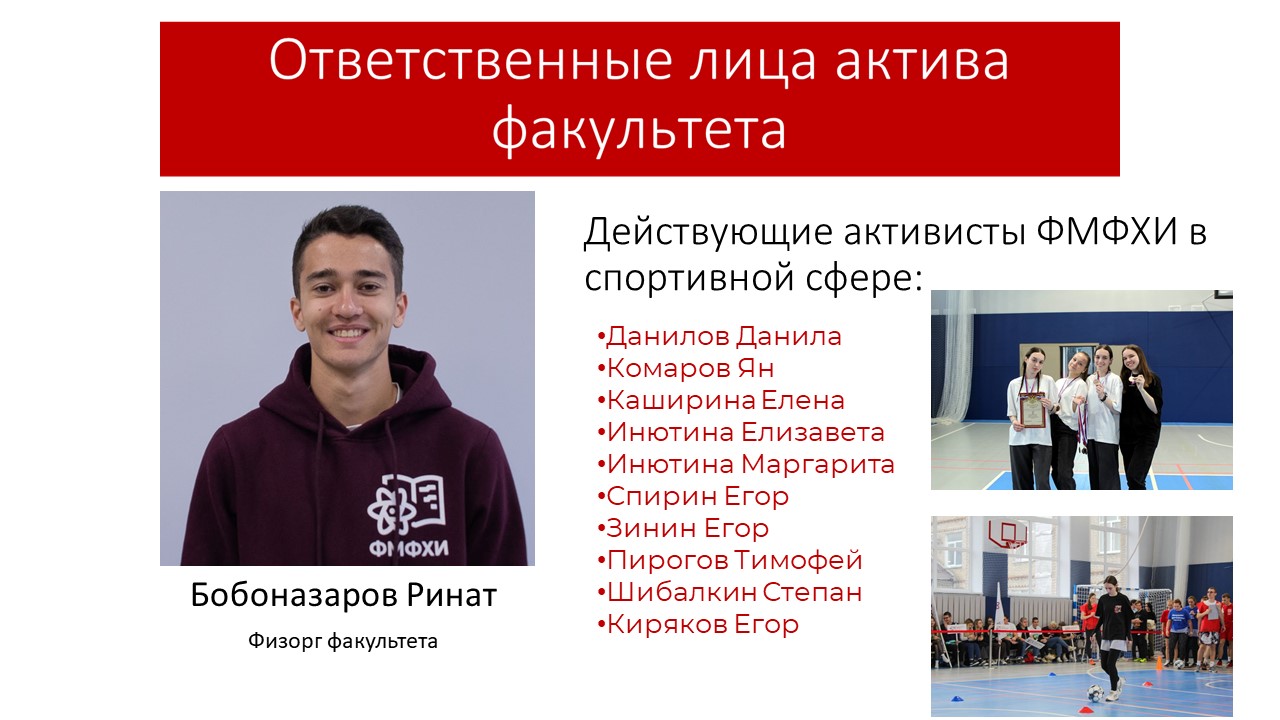 Ответственные лица актива
факультета
Действующие активисты ФМФХИ в
спортивной сфере:
•Данилов Данила
•Комаров Ян
•Каширина Елена
•Инютина Елизавета
•Инютина Маргарита
•Спирин Егор
•Зинин Егор
•Пирогов Тимофей
•Шибалкин Степан
•Киряков Егор
ФМФХИ
Бобоназаров Ринат
Физорг факультета